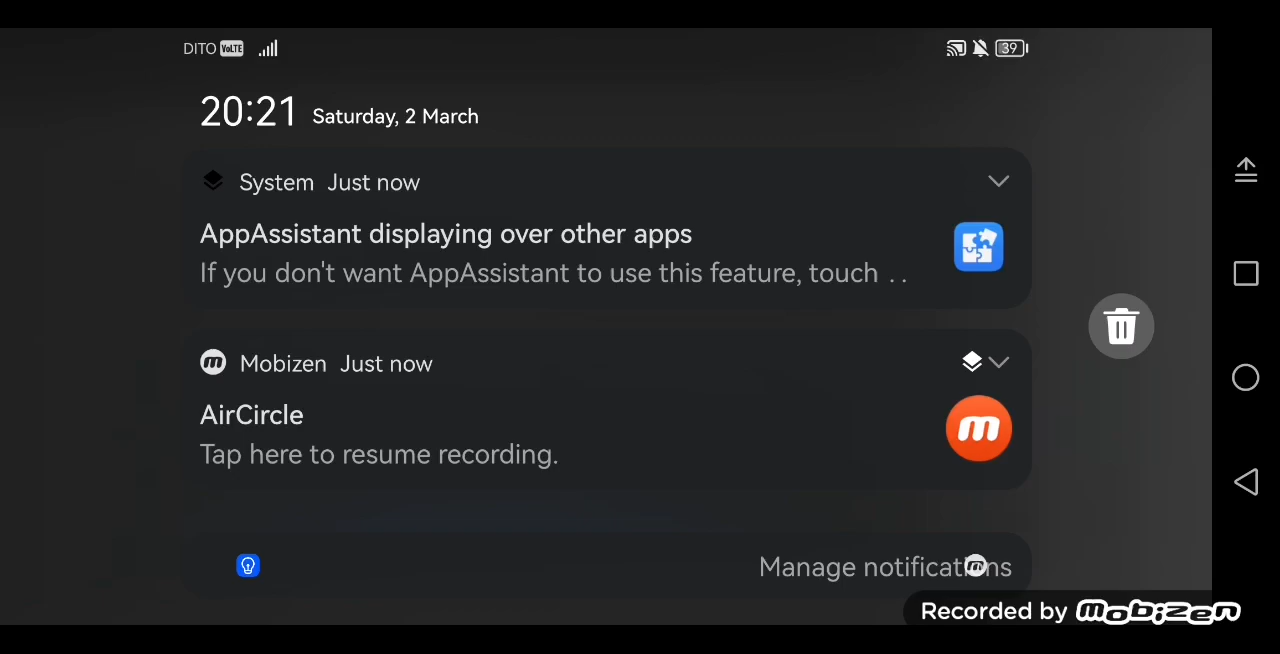 DITO VoLTE 39
20:21 Saturday, 2 March
System Just now
AppAssistant displaying over other apps
If you don't want AppAssistant to use this feature, touch . .
m Mobizen Just now
AirCircle
m
Tap here to resume recording.
Manage notifications
Recorded by mobizen